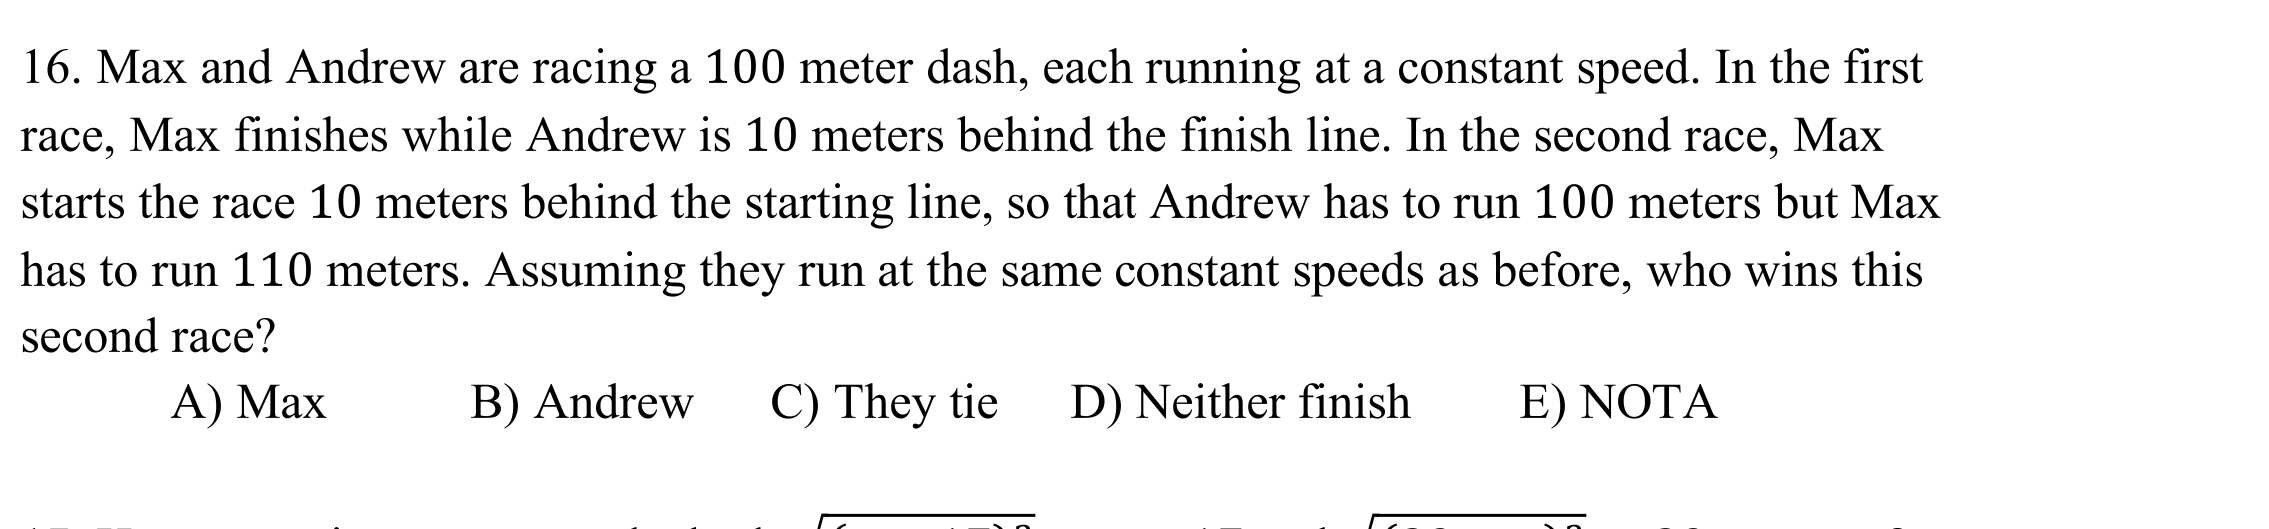 16. Max and Andrew are racing a 100 meter dash, each running at a constant speed. In the first
race, Max finishes while Andrew is 10 meters behind the finish line. In the second race, Max
starts the race 10 meters behind the starting line, so that Andrew has to run 100 meters but Max
has to run 110 meters. Assuming they run at the same constant speeds as before, who wins this
second race?
A) Max B) Andrew C) They tie D) Neither finish E) NOTA